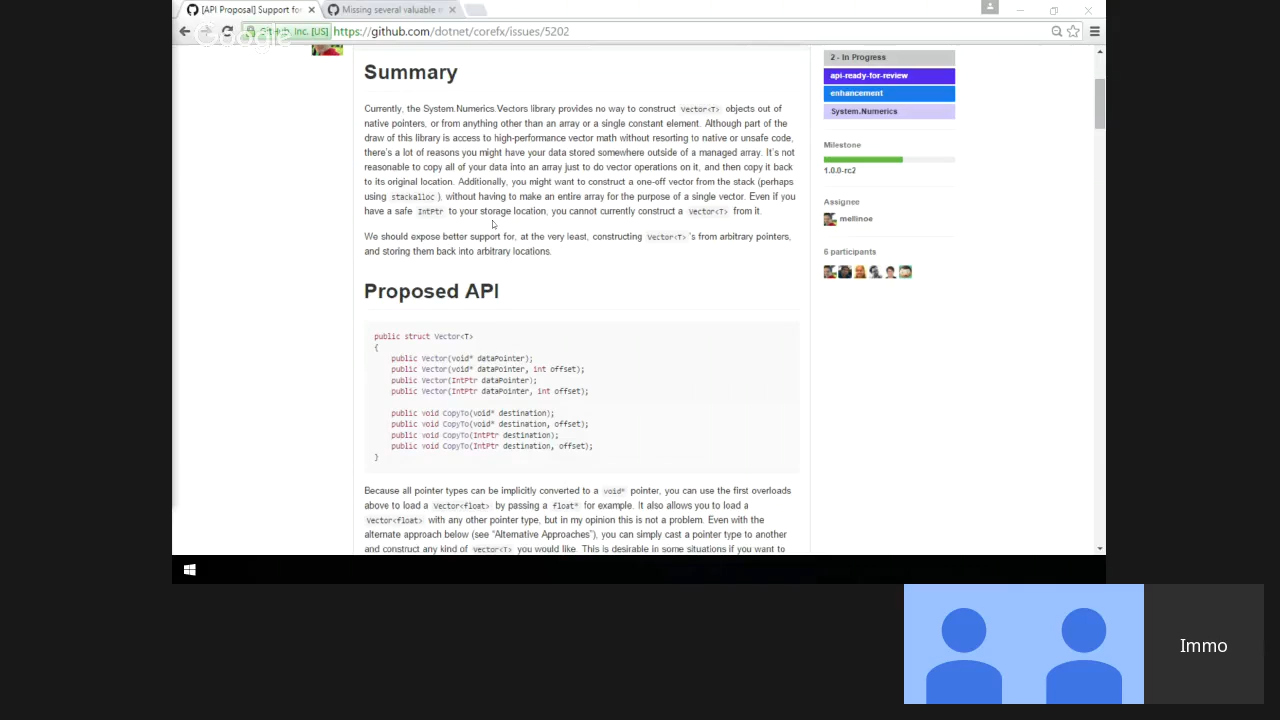 [API Proposal] Support for
Missing several valuable m
Google
GitHub, Inc. [US]
https://github.com/dotnet/corefx/issues/5202
Summary
Currently, the System.Numerics.Vectors library provides no way to construct Vector<T> objects out of
native pointers, or from anything other than an array or a single constant element. Although part of the
draw of this library is access to high-performance vector math without resorting to native or unsafe code,
there's a lot of reasons you might have your data stored somewhere outside of a managed array. It's not
reasonable to copy all of your data into an array just to do vector operations on it, and then copy it back
to its original location. Additionally, you might want to construct a one-off vector from the stack (perhaps
using stackalloc), without having to make an entire array for the purpose of a single vector. Even if you
have a safe IntPtr to your storage location, you cannot currently construct a Vector<T> from it.
We should expose better support for, at the very least, constructing Vector<T>'s from arbitrary pointers,
and storing them back into arbitrary locations.
Proposed API
public struct Vector<T>
{
public Vector(void* dataPointer);
public Vector(void* dataPointer, int offset);
public Vector(IntPtr dataPointer);
public Vector(IntPtr dataPointer, int offset);
public void CopyTo(void* destination);
public void CopyTo(void* destination, offset);
public void CopyTo(IntPtr destination);
public void CopyTo(IntPtr destination, offset);
}
Because all pointer types can be implicitly converted to a void* pointer, you can use the first overloads
above to load a Vector<float> by passing a float* for example. It also allows you to load a
Vector<float> with any other pointer type, but in my opinion this is not a problem. Even with the
alternate approach below (see "Alternative Approaches"), you can simply cast a pointer type to another
and construct any kind of Vector<T> you would like. This is desirable in some situations if you want to
2 - In Progress
api-ready-for-review
enhancement
System.Numerics
Milestone
1.0.0-rc2
Assignee
mellinoe
6 participants
Immo